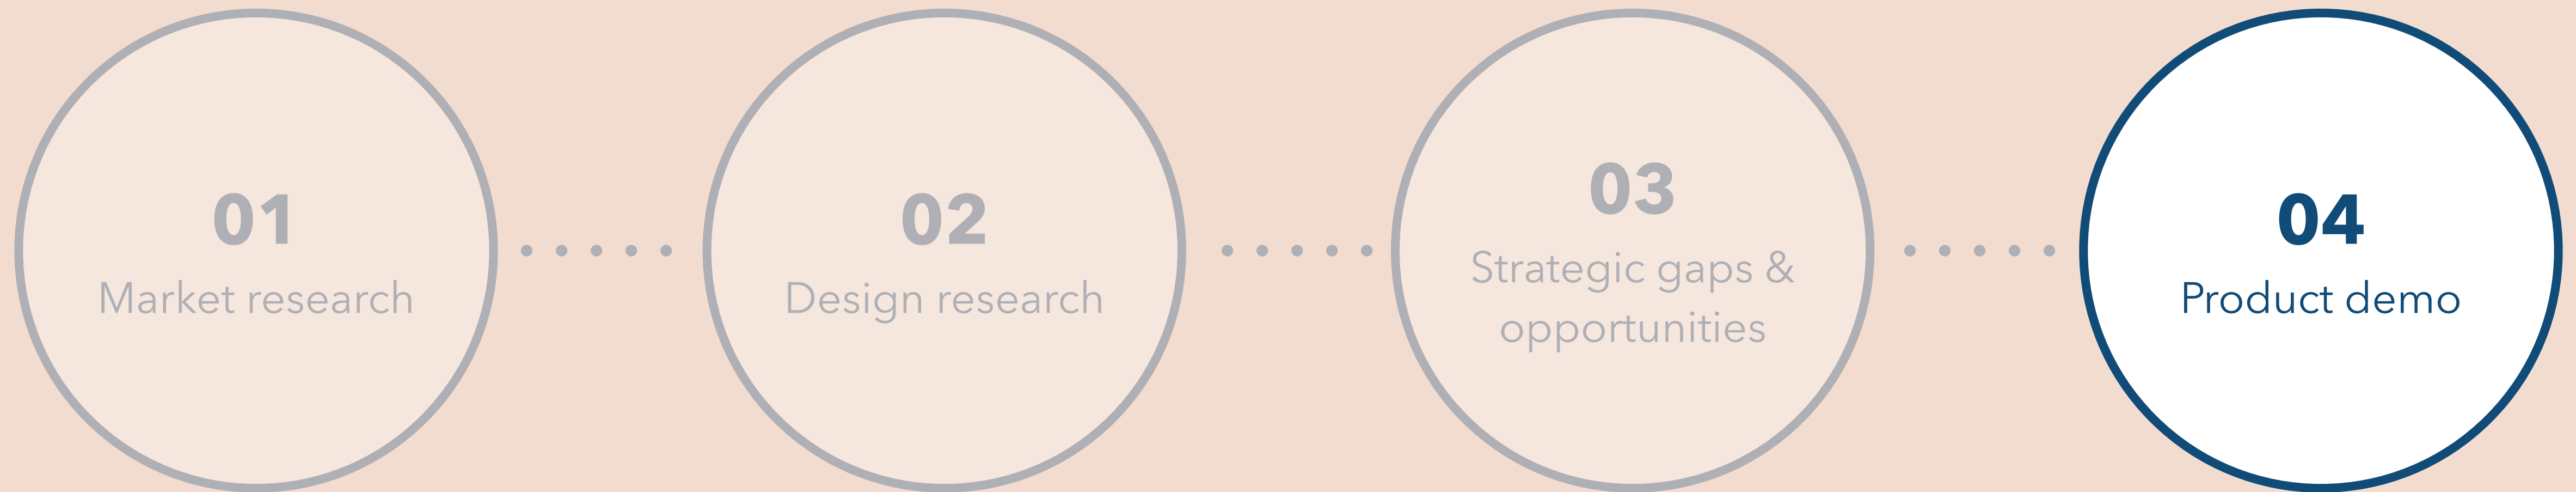 01
Market research
02
Design research
03
Strategic gaps &
opportunities
04
Product demo